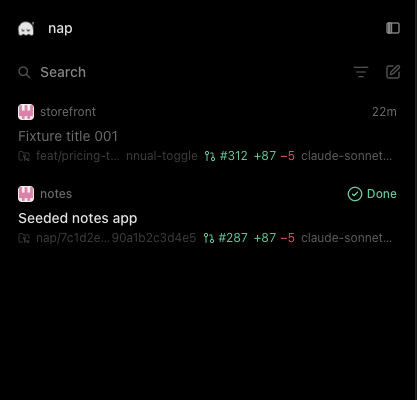 nap
Search
storefront 22m
Fixture title 001
feat/pricing-t... nnual-toggle #312 +87 −5 claude-sonnet...
notes Done
Seeded notes app
nap/7c1d2e...90a1b2c3d4e5 #287 +87 −5 claude-sonnet...